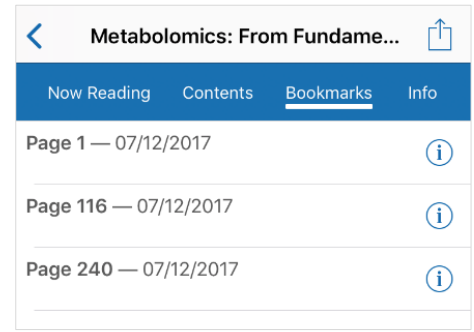 Metabolomics: From Fundame...
Now Reading Contents Bookmarks Info
Page 1 — 07/12/2017
Page 116 — 07/12/2017
Page 240 — 07/12/2017